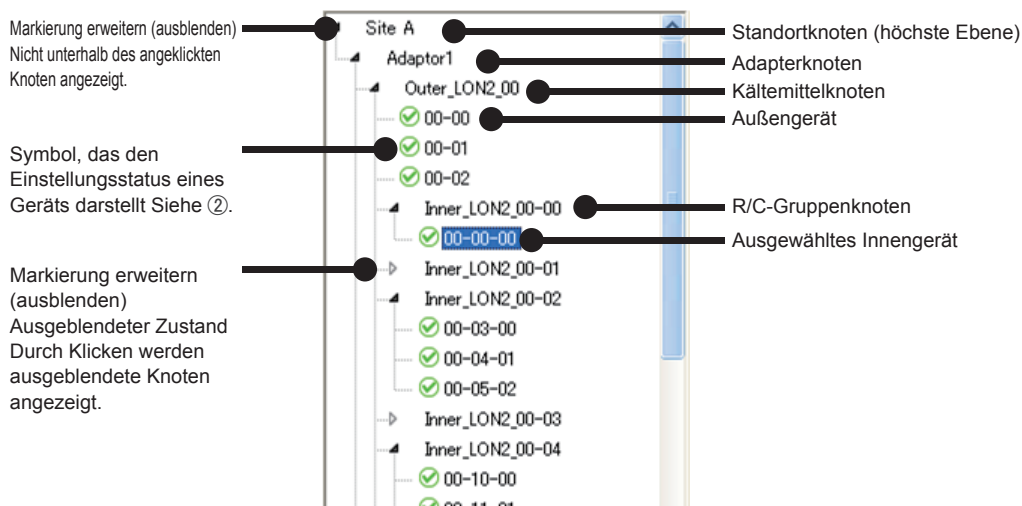 Markierung erweitern (ausblenden)
Nicht unterhalb des angeklickten
Knoten angezeigt.
Symbol, das den
Einstellungsstatus eines
Geräts darstellt Siehe ②.
Markierung erweitern
(ausblenden)
Ausgeblendeter Zustand
Durch Klicken werden
ausgeblendete Knoten
angezeigt.
Site A
Adaptor1
Outer_LON2_00
00-00
00-01
00-02
Inner_LON2_00-00
00-00-00
Inner_LON2_00-01
Inner_LON2_00-02
00-03-00
00-04-01
00-05-02
Inner_LON2_00-03
Inner_LON2_00-04
00-10-00
Standortknoten (höchste Ebene)
Adapterknoten
Kältemittelknoten
Außengerät
R/C-Gruppenknoten
Ausgewähltes Innengerät